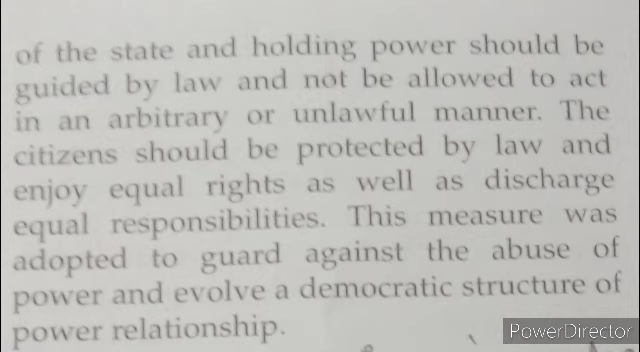 of the state and holding power should be
guided by law and not be allowed to act
in an arbitrary or unlawful manner. The
citizens should be protected by law and
enjoy equal rights as well as discharge
equal responsibilities. This measure was
adopted to guard against the abuse of
power and evolve a democratic structure of
power relationship.
PowerDirector